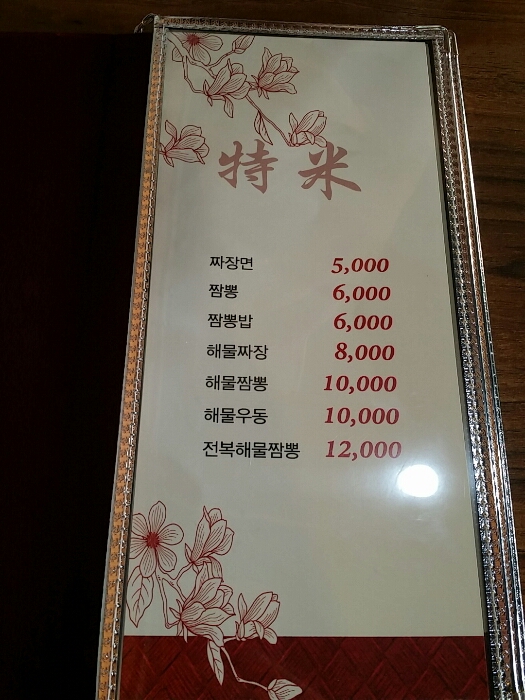 特米
짜장면 5,000
짬뽕 6,000
짬뽕밥 6,000
해물짜장 8,000
해물짬뽕 10,000
해물우동 10,000
전복해물짬뽕 12,000